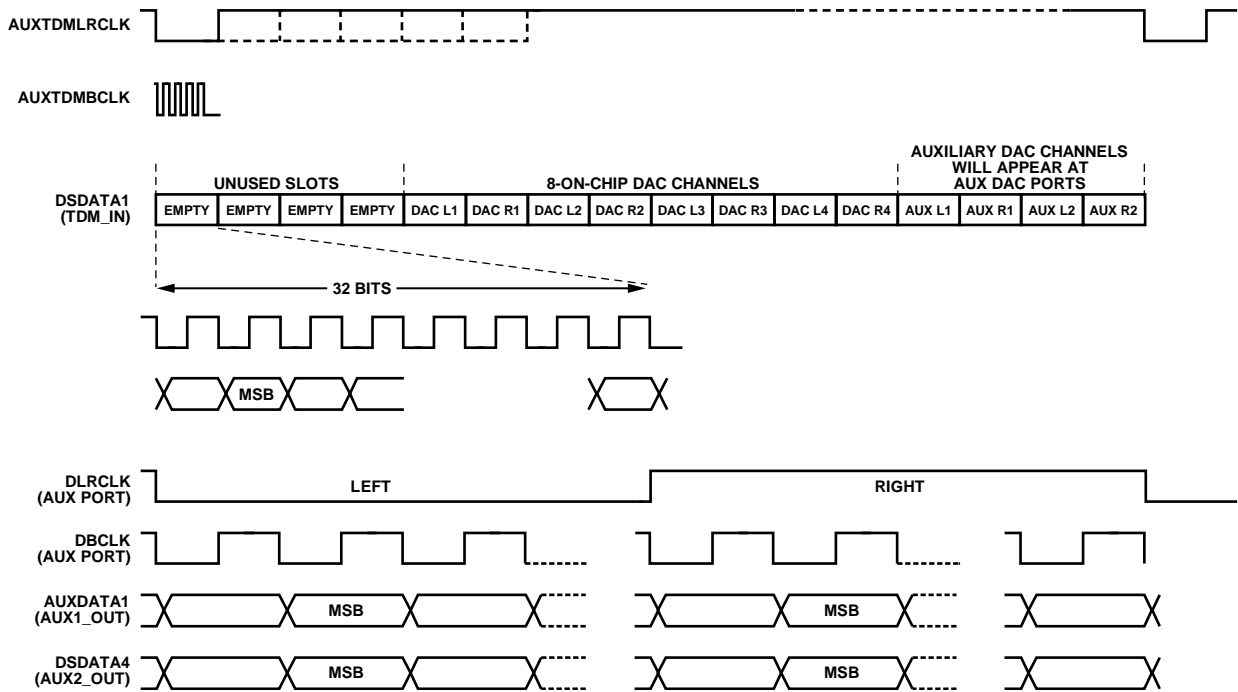 AUXTDMLRCLK
AUXTDMBCLK
AUXILIARY DAC CHANNELS
WILL APPEAR AT
AUX DAC PORTS
UNUSED SLOTS
8-ON-CHIP DAC CHANNELS
DSDATA1
(TDM_IN)
EMPTY EMPTY EMPTY EMPTY DAC L1 DAC R1 DAC L2 DAC R2 DAC L3 DAC R3 DAC L4 DAC R4 AUX L1 AUX R1 AUX L2 AUX R2
32 BITS
MSB
DLRCLK
(AUX PORT)
LEFT
RIGHT
DBCLK
(AUX PORT)
AUXDATA1
(AUX1_OUT)
MSB
MSB
DSDATA4
(AUX2_OUT)
MSB
MSB